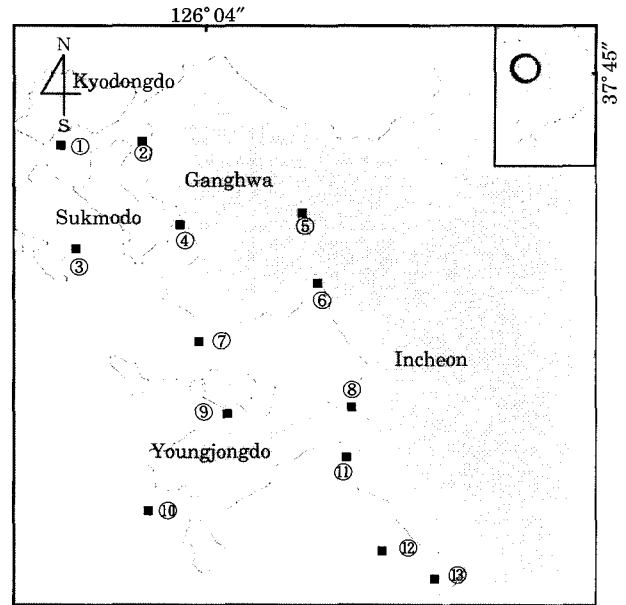 126°04″
37°45″
N
S
Kyodongdo
①
②
Ganghwa
Sukmodo
③
④
⑤
⑥
⑦
Incheon
⑧
⑨
Youngjongdo
⑪
⑩
⑫
⑬